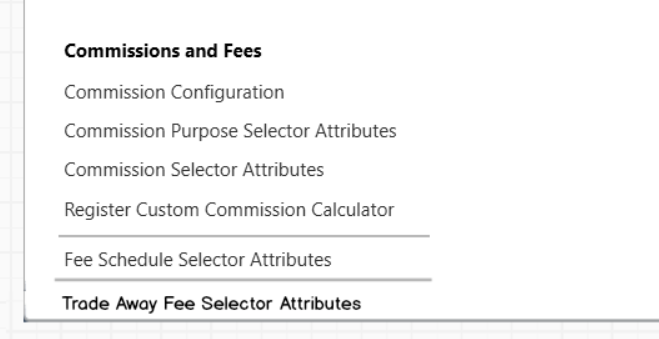 Commissions and Fees
Commission Configuration
Commission Purpose Selector Attributes
Commission Selector Attributes
Register Custom Commission Calculator
Fee Schedule Selector Attributes
Trade Away Fee Selector Attributes